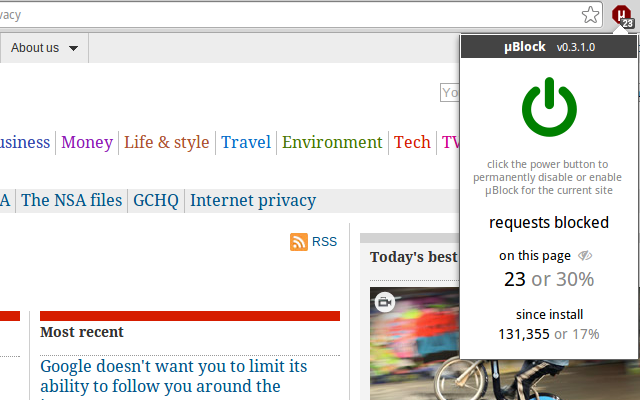 vacy
23
About us
µBlock v0.3.1.0
click the power button to
permanently disable or enable
µBlock for the current site
requests blocked
on this page
23 or 30%
since install
131,355 or 17%
Yo
usiness Money Life & style Travel Environment Tech TV
A The NSA files GCHQ Internet privacy
RSS
Today's best
Most recent
Google doesn't want you to limit its
ability to follow you around the